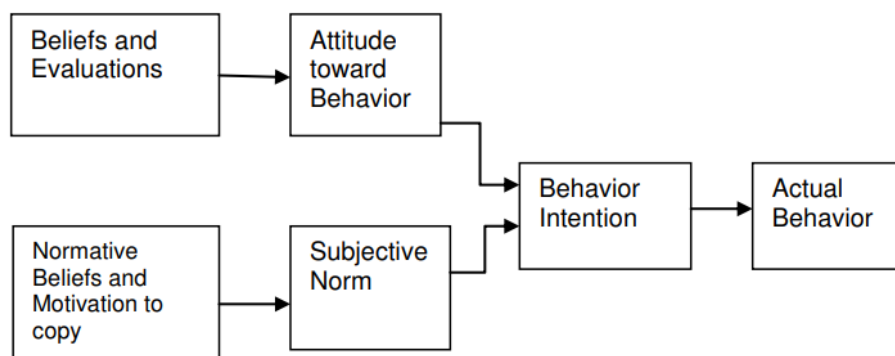 Beliefs and
Evaluations
Attitude
toward
Behavior
Behavior
Intention
Actual
Behavior
Normative
Beliefs and
Motivation to
copy
Subjective
Norm